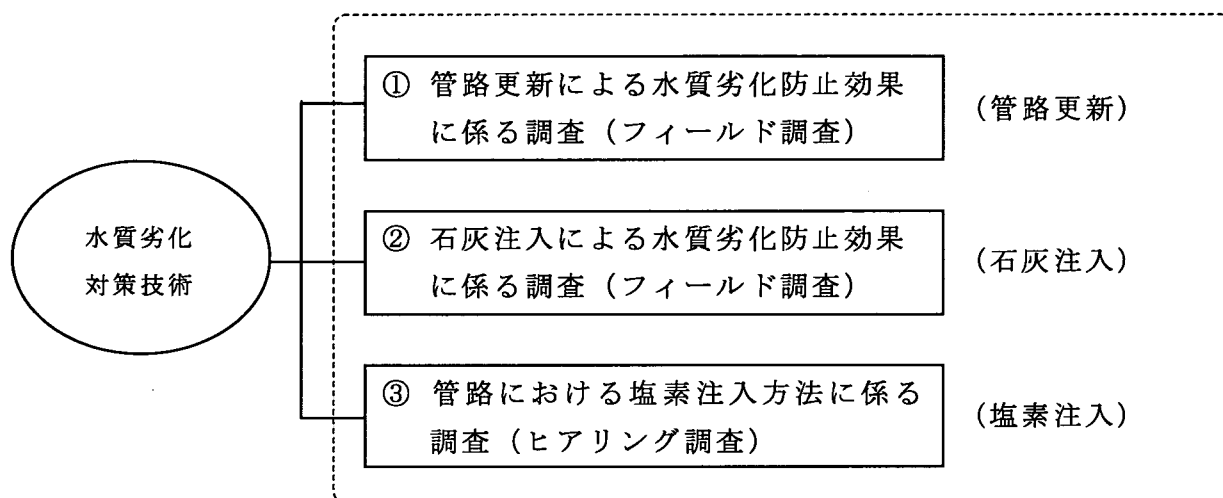 ① 管路更新による水質劣化防止効果
に係る調査（フィールド調査）
（管路更新）
水質劣化
対策技術
② 石灰注入による水質劣化防止効果
に係る調査（フィールド調査）
（石灰注入）
③ 管路における塩素注入方法に係る
調査（ヒアリング調査）
（塩素注入）